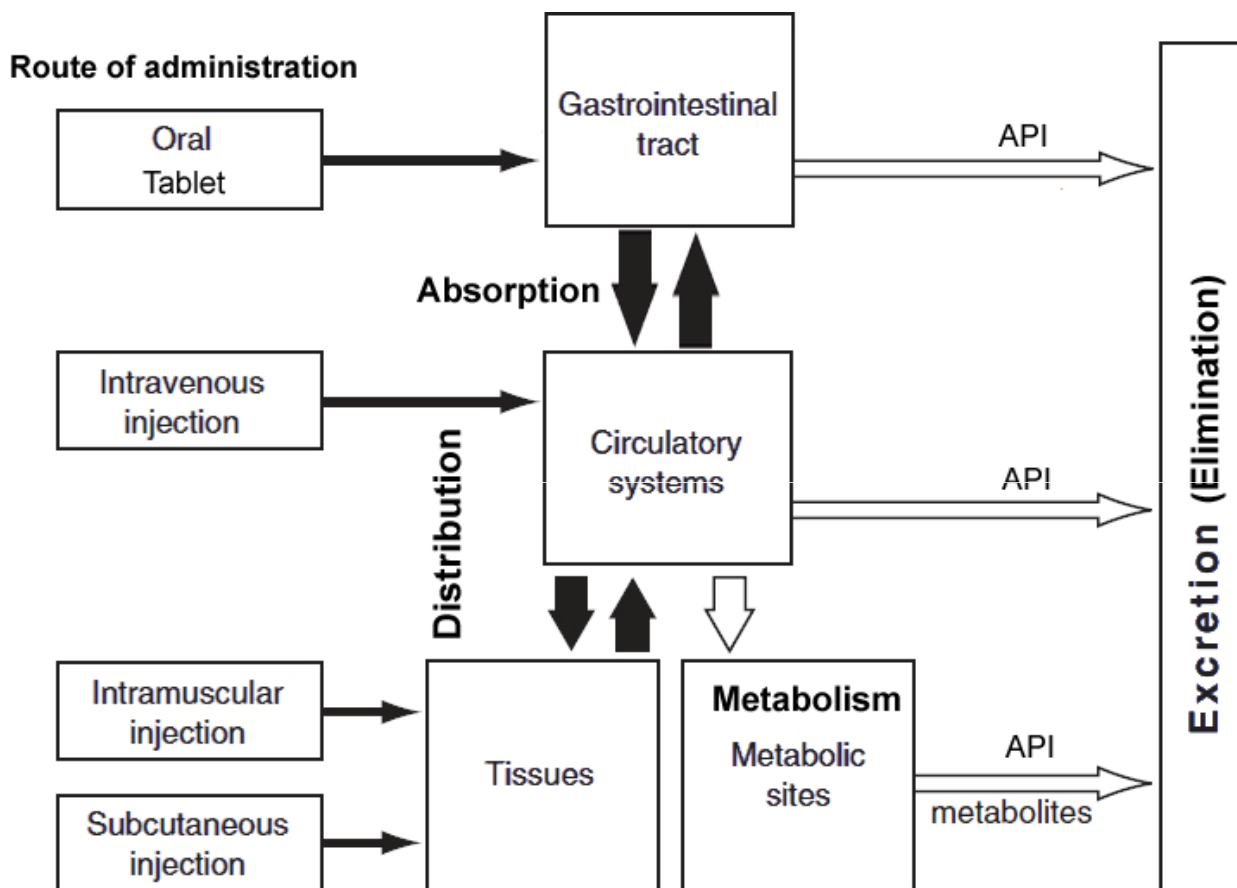 Route of administration
Oral
Tablet
Gastrointestinal
tract
API
Absorption
Intravenous
injection
Circulatory
systems
API
Distribution
Excretion (Elimination)
Intramuscular
injection
Subcutaneous
injection
Tissues
Metabolism
Metabolic
sites
API
metabolites